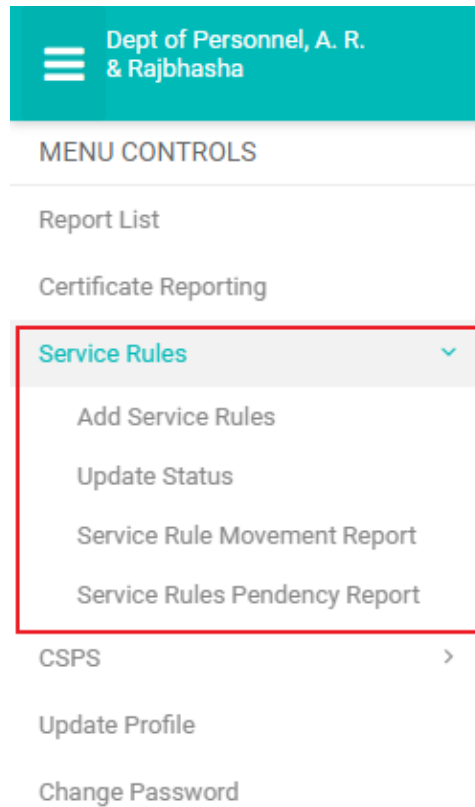 Dept of Personnel, A. R.
& Rajbhasha
MENU CONTROLS
Report List
Certificate Reporting
Service Rules
Add Service Rules
Update Status
Service Rule Movement Report
Service Rules Pendency Report
CSPS
Update Profile
Change Password